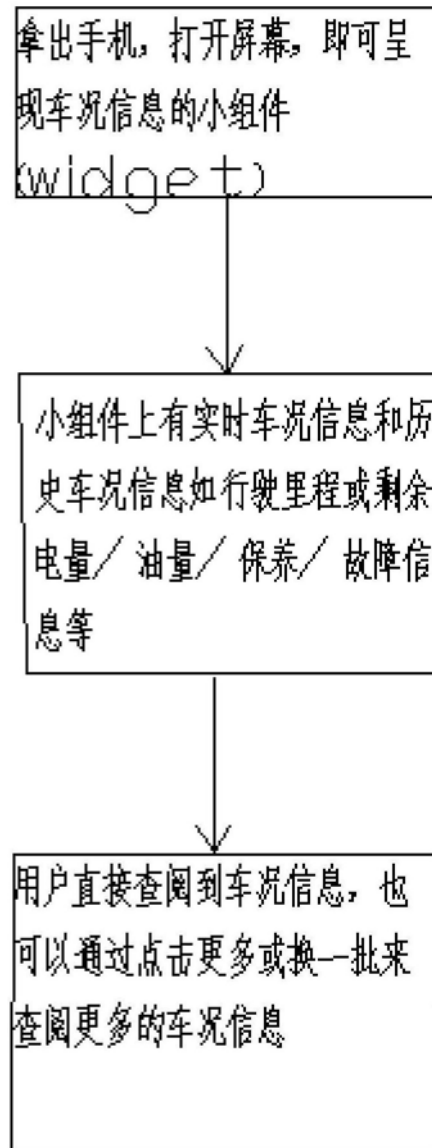 拿出手机，打开屏幕，即可呈
现车况信息的小组件
(widget)
小组件上有实时车况信息和历
史车况信息如行驶里程或剩余
电量／油量／保养／故障信
息等
用户直接查阅到车况信息，也
可以通过点击更多或换一批来
查阅更多的车况信息